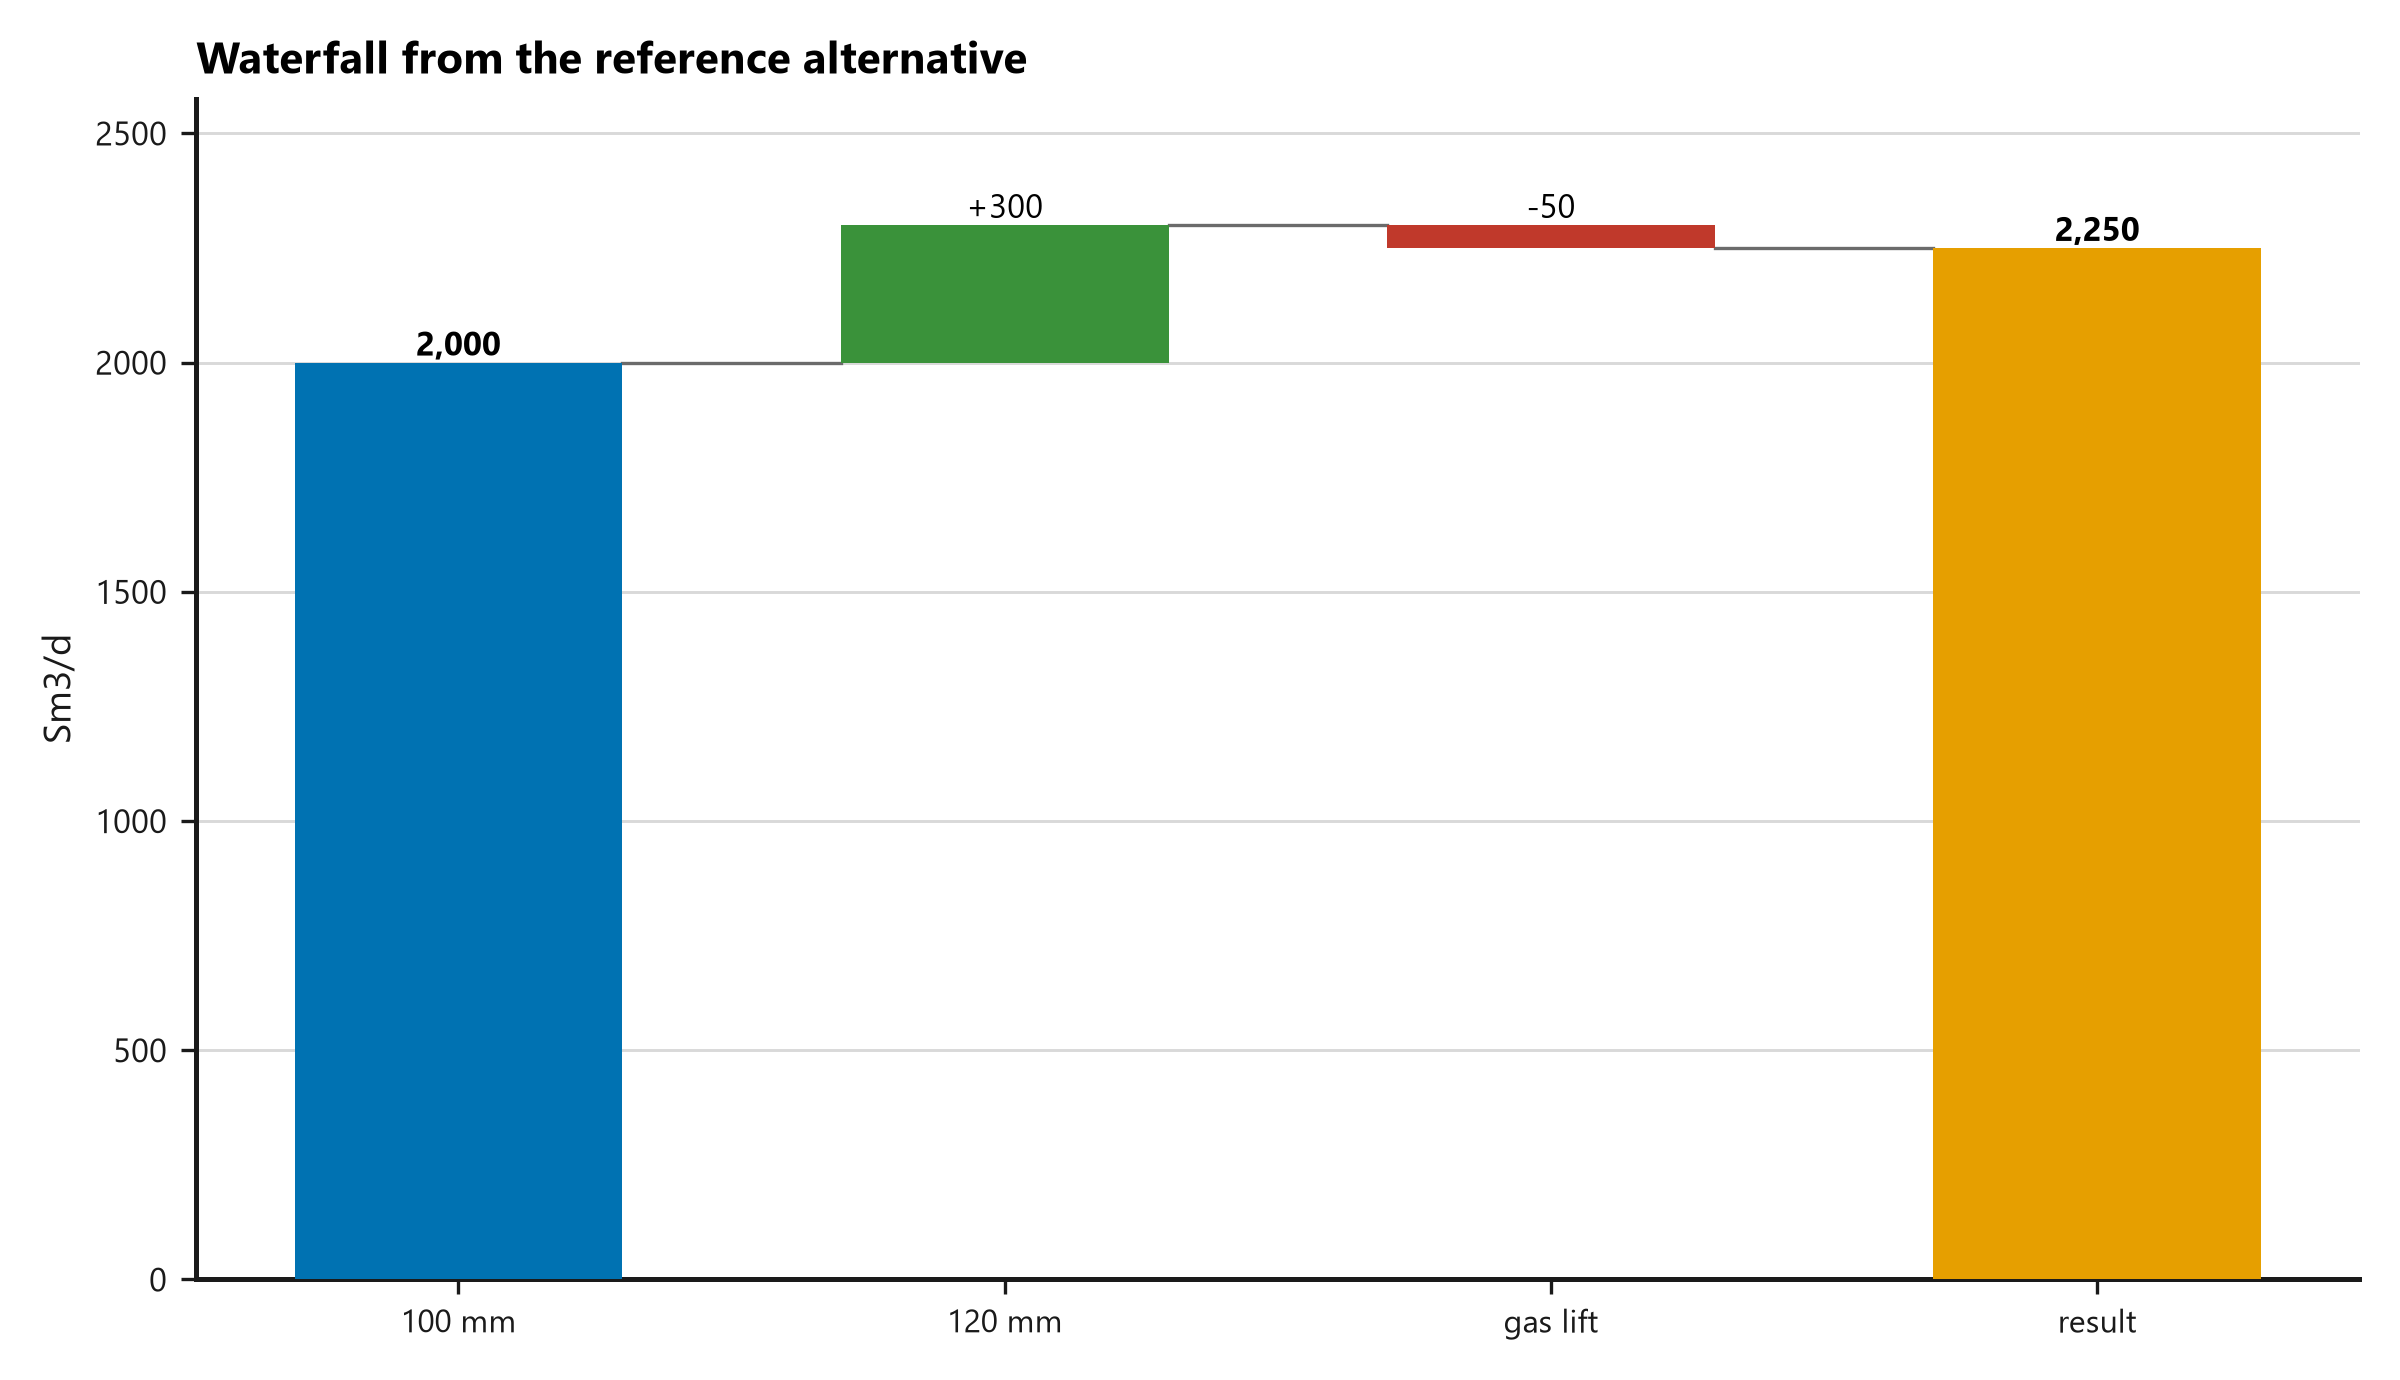 Waterfall from the reference alternative
2500
+300
-50
2,250
2,000
2000
1500
Sm3/d
1000
500
0
100 mm
120 mm
gas lift
result